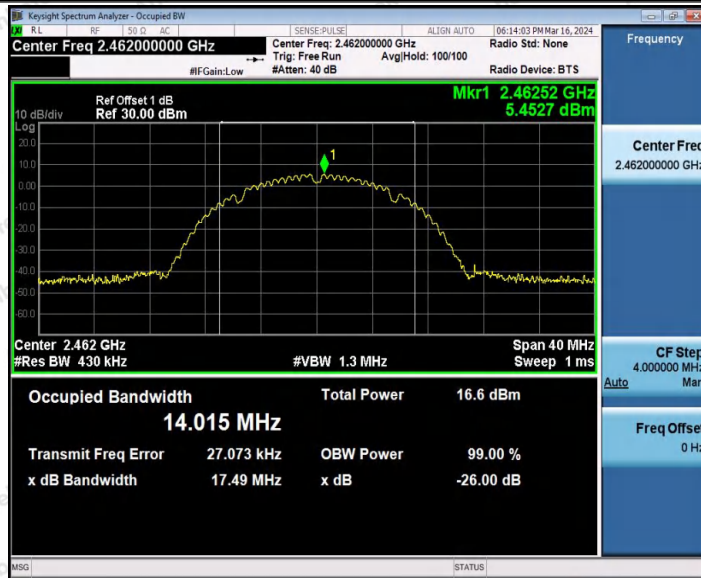 Keysight Spectrum Analyzer - Occupied BW
RL RF 50 Ω AC SENSE:PULSE ALIGN AUTO 06:14:03 PM Mar 16, 2024
Center Freq 2.462000000 GHz
Center Freq: 2.462000000 GHz
Radio Std: None
Trig: Free Run Avg|Hold: 100/100
#IFGain:Low
#Atten: 40 dB
Radio Device: BTS
Frequency
Mkr1 2.46252 GHz
5.4527 dBm
Ref Offset 1 dB
10 dB/div Ref 30.00 dBm
Log
20.0
10.0
0.00
-10.0
-20.0
-30.0
-40.0
-50.0
-60.0
1
Center 2.462 GHz
Span 40 MHz
#Res BW 430 kHz
#VBW 1.3 MHz
Sweep 1 ms
Occupied Bandwidth
14.015 MHz
Total Power 16.6 dBm
Transmit Freq Error 27.073 kHz
OBW Power 99.00 %
x dB Bandwidth 17.49 MHz
x dB -26.00 dB
Center Freq
2.462000000 GHz
CF Step
4.000000 MHz
Auto Man
Freq Offset
0 Hz
MSG
STATUS